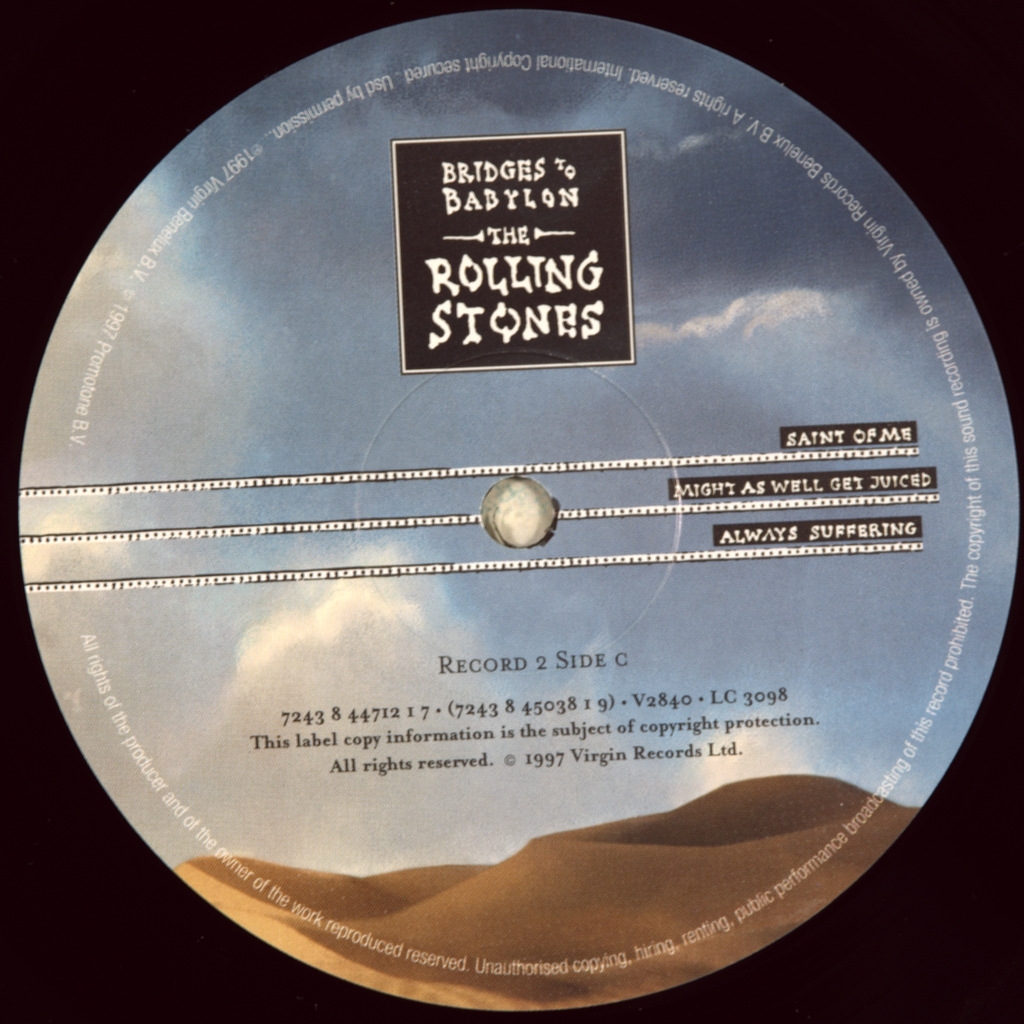 BRIDGES TO
BABYLON
THE
ROLLING
STONES
SAINT OF ME
MIGHT AS WELL GET JUICED
ALWAYS SUFFERING
RECORD 2 SIDE C
7243 8 44712 1 7 • (7243 8 45038 1 9) • V2840 • LC 3098
This label copy information is the subject of copyright protection.
All rights reserved. © 1997 Virgin Records Ltd.
All rights of the producer and of the owner of the work reproduced reserved. Unauthorised copying, hiring, renting, public performance broadcasting of this record prohibited. The copyright of this sound recording is owned by Virgin Records Benelux B.V. A rights reserved. International Copyright secured. Usd by permission... ℗1997 Virgin Benelux B.V. © 1997 Promotone B.V.